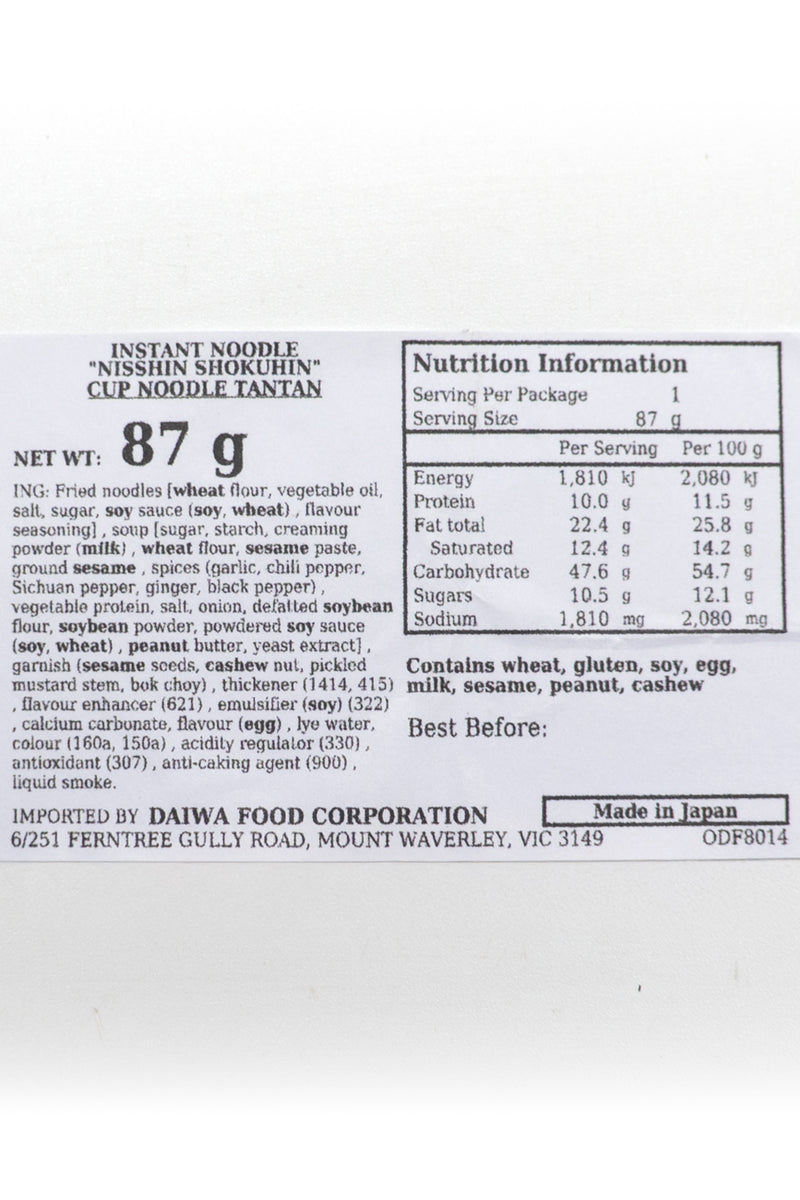 INSTANT NOODLE
"NISSHIN SHOKUHIN"
CUP NOODLE TANTAN
NET WT: 87 g
ING: Fried noodles [wheat flour, vegetable oil,
salt, sugar, soy sauce (soy, wheat) , flavour
seasoning] , soup [sugar, starch, creaming
powder (milk) , wheat flour, sesame paste,
ground sesame , spices (garlic, chili pepper,
Sichuan pepper, ginger, black pepper) ,
vegetable protein, salt, onion, defatted soybean
flour, soybean powder, powdered soy sauce
(soy, wheat) , peanut butter, yeast extract] ,
garnish (sesame seeds, cashew nut, pickled
mustard stem, bok choy) , thickener (1414, 415)
, flavour enhancer (621) , emulsifier (soy) (322)
, calcium carbonate, flavour (egg) , lye water,
colour (160a, 150a) , acidity regulator (330) ,
antioxidant (307) , anti-caking agent (900) ,
liquid smoke.
Nutrition Information
Serving Per Package 1
Serving Size 87 g
Per Serving Per 100 g
Energy 1,810 kJ 2,080 kJ
Protein 10.0 g 11.5 g
Fat total 22.4 g 25.8 g
Saturated 12.4 g 14.2 g
Carbohydrate 47.6 g 54.7 g
Sugars 10.5 g 12.1 g
Sodium 1,810 mg 2,080 mg
Contains wheat, gluten, soy, egg,
milk, sesame, peanut, cashew
Best Before:
IMPORTED BY DAIWA FOOD CORPORATION
6/251 FERNTREE GULLY ROAD, MOUNT WAVERLEY, VIC 3149
Made in Japan
ODF8014